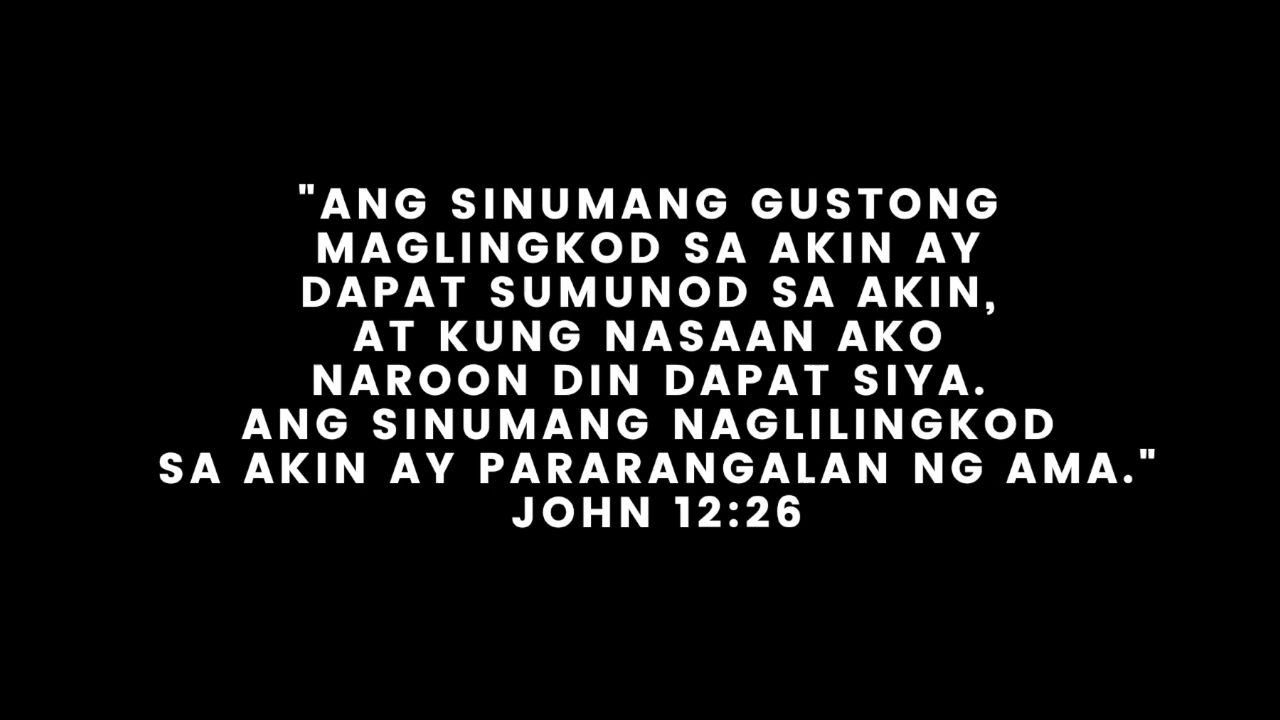 "ANG SINUMANG GUSTONG
MAGLINGKOD SA AKIN AY
DAPAT SUMUNOD SA AKIN,
AT KUNG NASAAN AKO
NAROON DIN DAPAT SIYA.
ANG SINUMANG NAGLILINGKOD
SA AKIN AY PARARANGALAN NG AMA."
JOHN 12:26